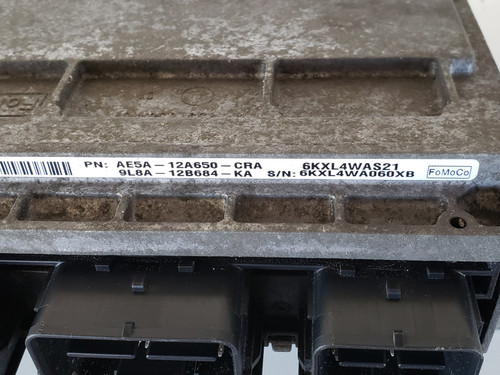 PN: AE5A-12A650-CRA 6KXL4WAS21
9L8A-12B684-KA S/N: 6KXL4WA060XB FoMoCo